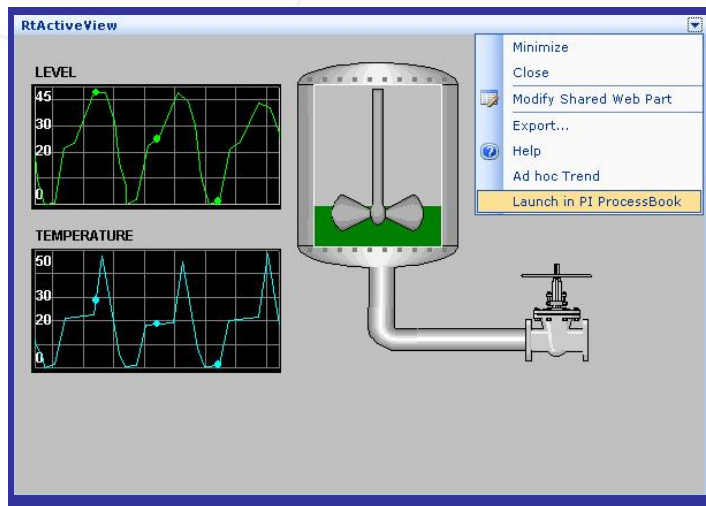 RtActiveView
Minimize
Close
Modify Shared Web Part
Export...
Help
Ad hoc Trend
Launch in PI ProcessBook
LEVEL
45
30
20
0
TEMPERATURE
50
30
20
0